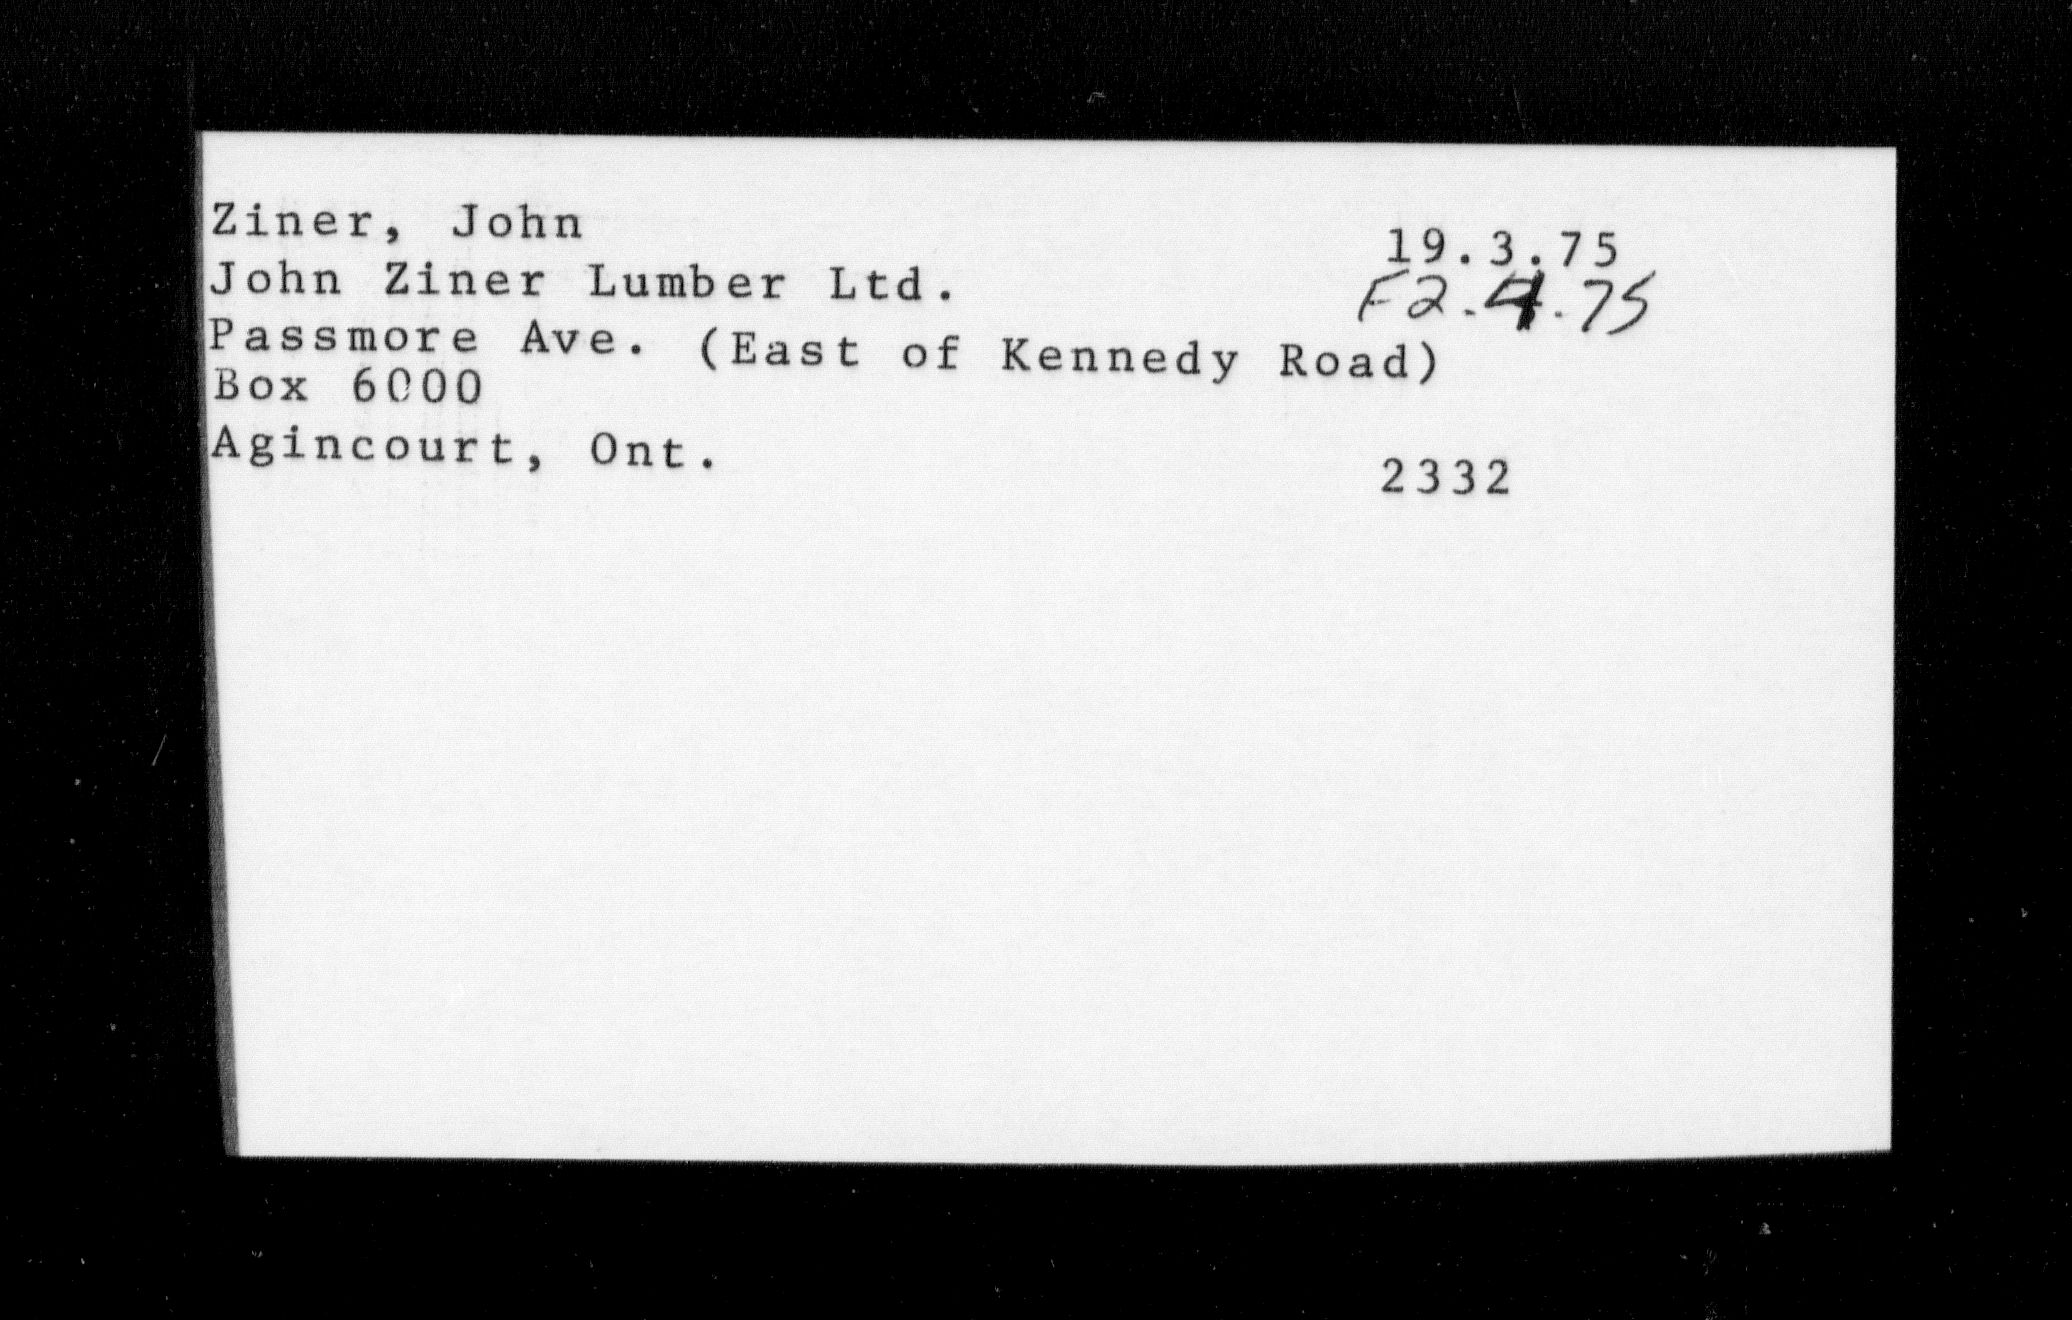 Ziner, John
19.3.75
John Ziner Lumber Ltd.
F2.4.75
Passmore Ave. (East of Kennedy Road)
Box 6000
Agincourt, Ont.
2332